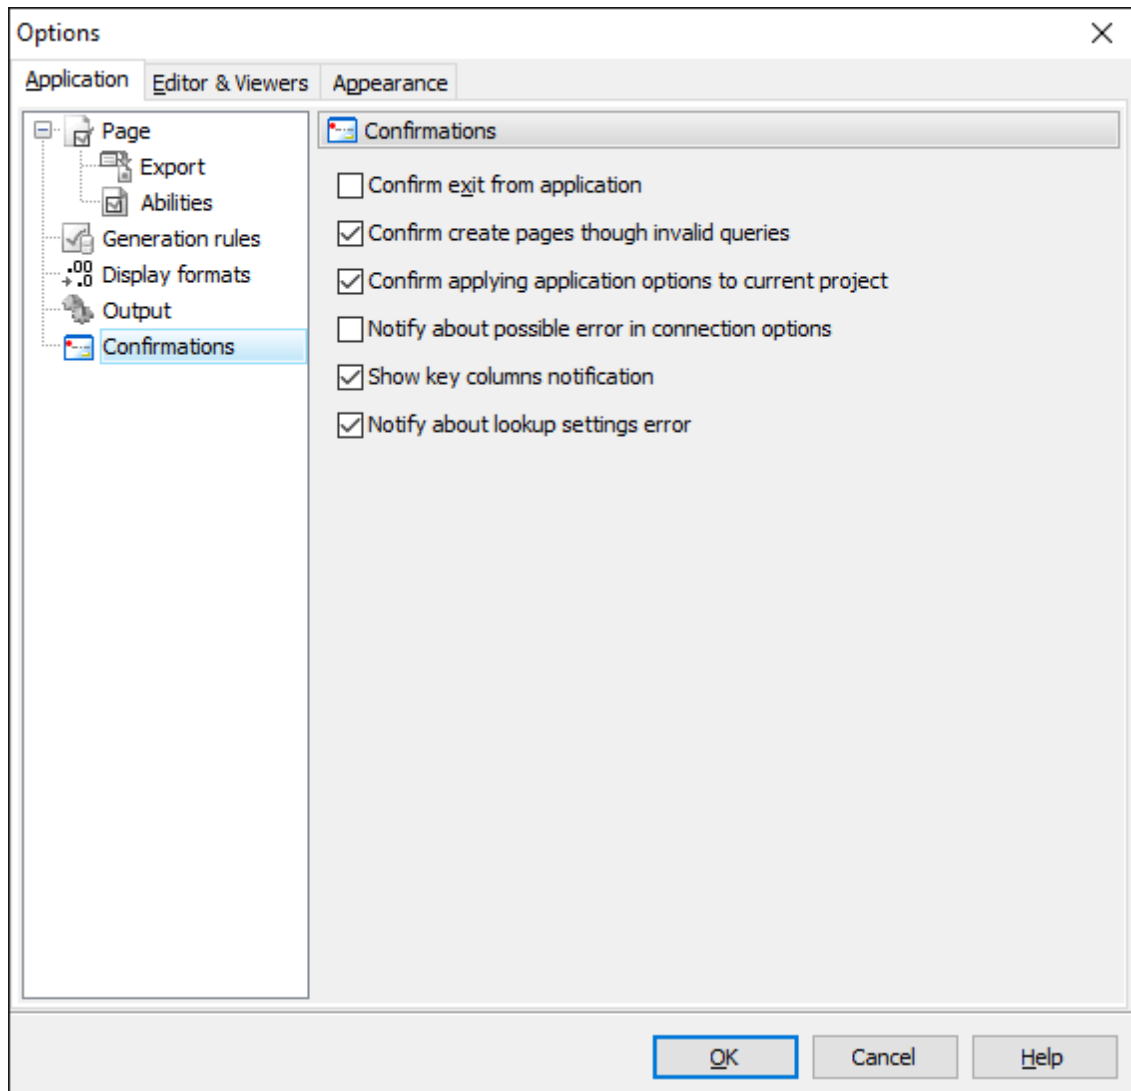 Options
Application Editor & Viewers Appearance
Page
Export
Abilities
Generation rules
Display formats
Output
Confirmations
Confirmations
Confirm exit from application
Confirm create pages though invalid queries
Confirm applying application options to current project
Notify about possible error in connection options
Show key columns notification
Notify about lookup settings error
OK Cancel Help